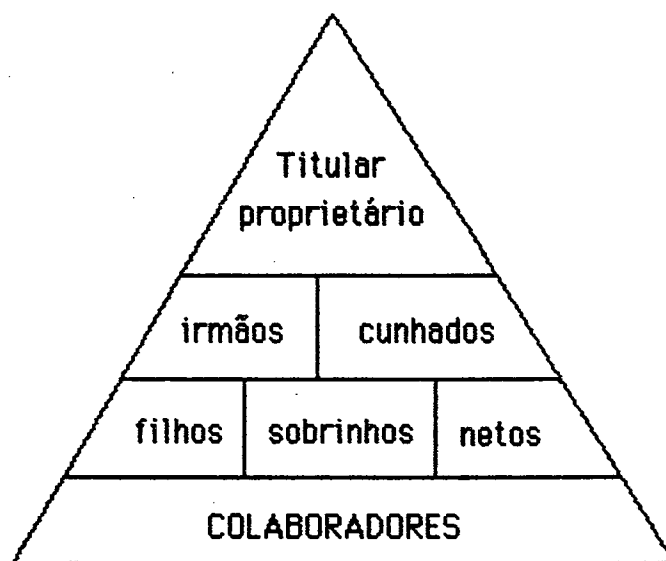 Titular
proprietário
irmãos cunhados
filhos sobrinhos netos
COLABORADORES